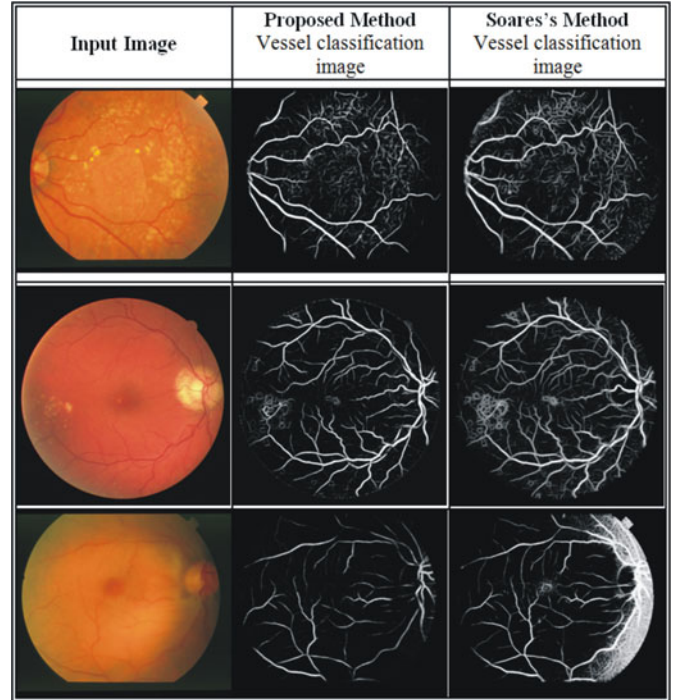 Input Image
Proposed Method
Vessel classification
image
Soares's Method
Vessel classification
image